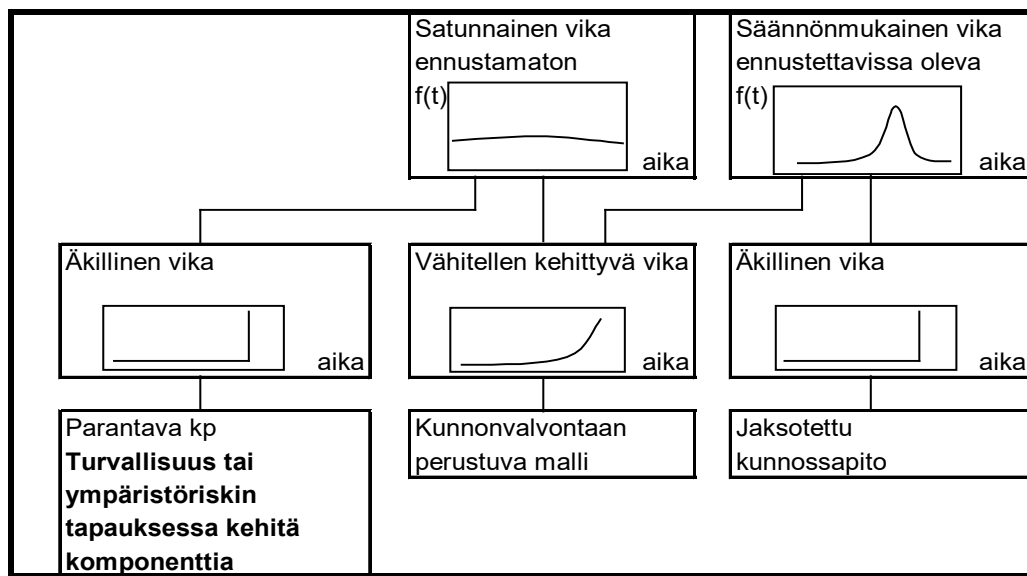 Satunnainen vika
ennustamaton
f(t)
aika
Säännönmukainen vika
ennustettavissa oleva
f(t)
aika
Äkillinen vika
aika
Vähitellen kehittyvä vika
aika
Äkillinen vika
aika
Parantava kp
Turvallisuus tai
ympäristöriskin
tapauksessa kehitä
komponenttia
Kunnonvalvontaan
perustuva malli
Jaksotettu
kunnossapito